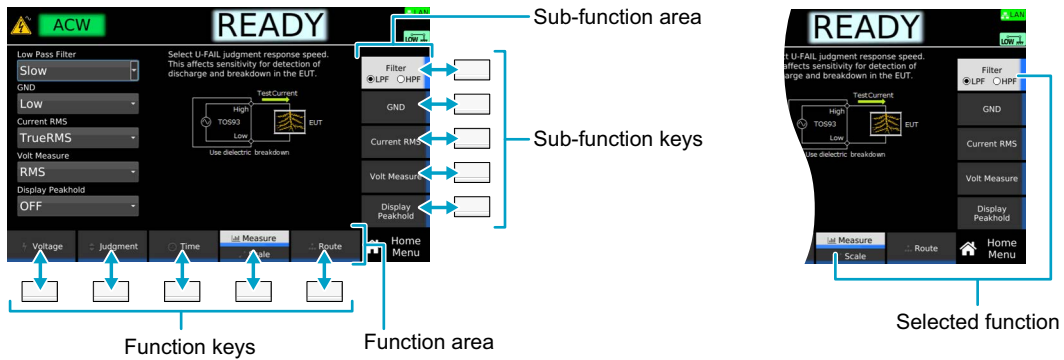 ACW
READY
LAN
LOW
Low Pass Filter
Slow
GND
Low
Current RMS
TrueRMS
Volt Measure
RMS
Display Peakhold
OFF
Select U-FAIL judgment response speed.
This affects sensitivity for detection of
discharge and breakdown in the EUT.
TestCurrent
High
TOS93
EUT
Low
Use dielectric breakdown
Filter
LPF HPF
GND
Current RMS
Volt Measure
Display
Peakhold
Voltage
Judgment
Time
Measure
Scale
Route
Home
Menu
Sub-function area
Sub-function keys
Function keys
Function area
READY
LAN
LOW
ct U-FAIL judgment response speed.
affects sensitivity for detection of
arge and breakdown in the EUT.
TestCurrent
High
TOS93
EUT
Low
Use dielectric breakdown
Filter
LPF HPF
GND
Current RMS
Volt Measure
Display
Peakhold
Measure
Scale
Route
Home
Menu
Selected function